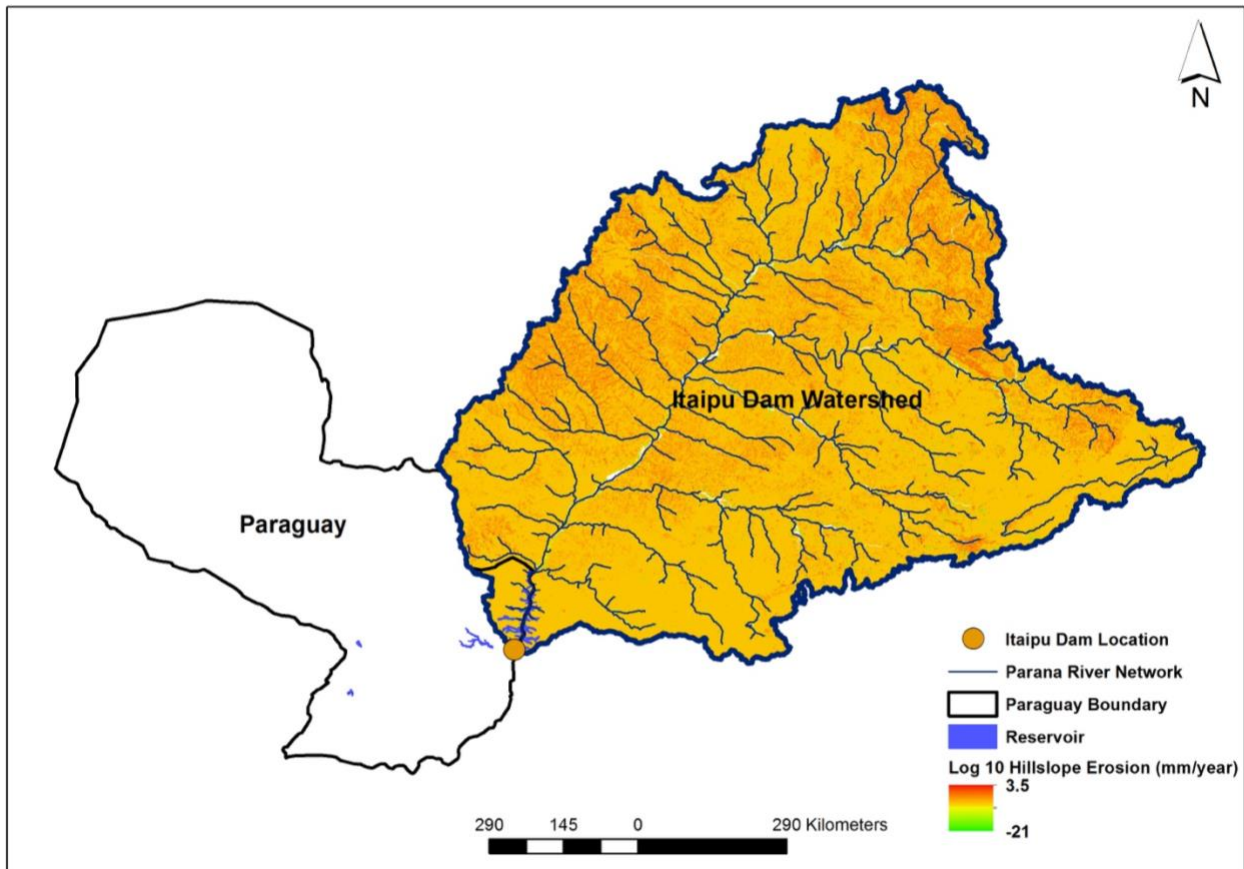 N
Itaipu Dam Watershed
Paraguay
Itaipu Dam Location
Parana River Network
Paraguay Boundary
Reservoir
Log 10 Hillslope Erosion (mm/year)
3.5
-21
290 145 0 290 Kilometers